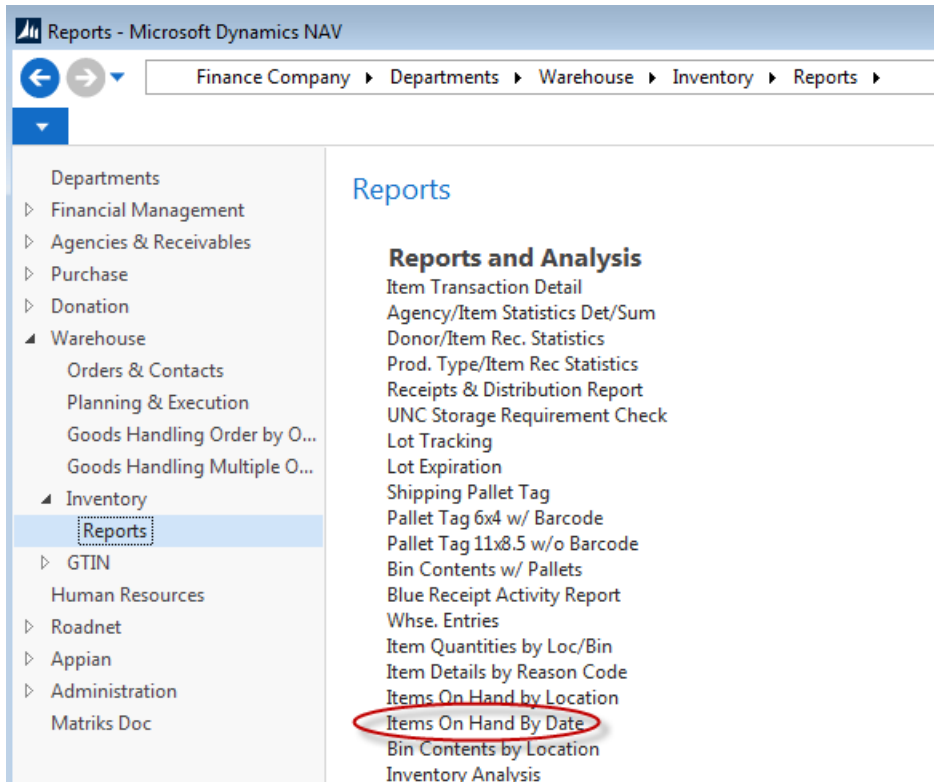 Reports - Microsoft Dynamics NAV
Finance Company Departments Warehouse Inventory Reports
Departments
Financial Management
Agencies & Receivables
Purchase
Donation
Warehouse
Orders & Contacts
Planning & Execution
Goods Handling Order by O...
Goods Handling Multiple O...
Inventory
Reports
GTIN
Human Resources
Roadnet
Appian
Administration
Matriks Doc
Reports
Reports and Analysis
Item Transaction Detail
Agency/Item Statistics Det/Sum
Donor/Item Rec. Statistics
Prod. Type/Item Rec Statistics
Receipts & Distribution Report
UNC Storage Requirement Check
Lot Tracking
Lot Expiration
Shipping Pallet Tag
Pallet Tag 6x4 w/ Barcode
Pallet Tag 11x8.5 w/o Barcode
Bin Contents w/ Pallets
Blue Receipt Activity Report
Whse. Entries
Item Quantities by Loc/Bin
Item Details by Reason Code
Items On Hand by Location
Items On Hand By Date
Bin Contents by Location
Inventory Analysis